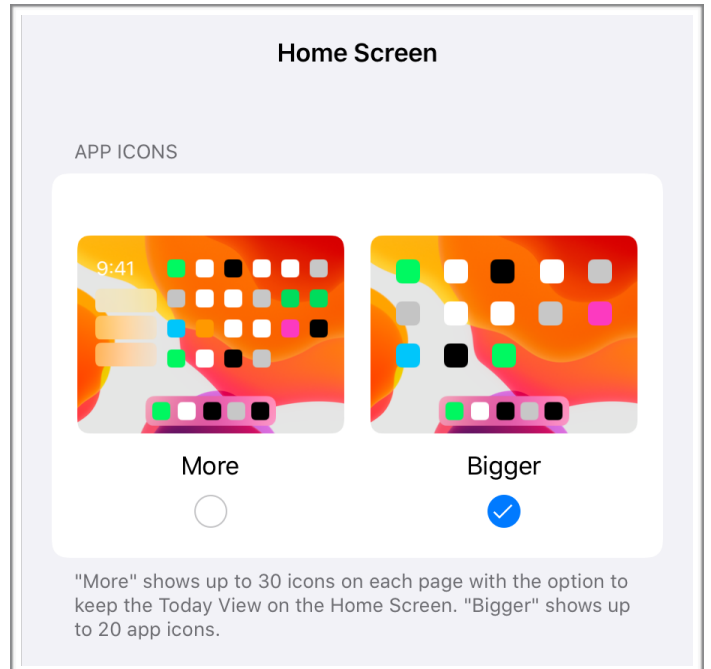 Home Screen
APP ICONS
9:41
More
Bigger
"More" shows up to 30 icons on each page with the option to
keep the Today View on the Home Screen. "Bigger" shows up
to 20 app icons.